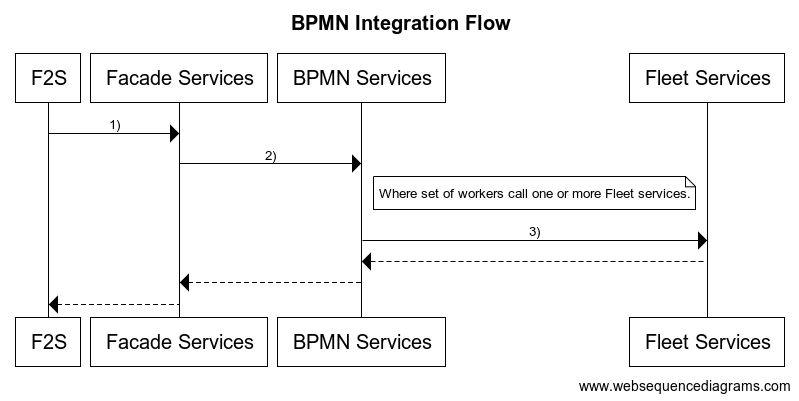 BPMN Integration Flow
F2S
Facade Services
BPMN Services
Fleet Services
1)
2)
Where set of workers call one or more Fleet services.
3)
F2S
Facade Services
BPMN Services
Fleet Services
www.websequencediagrams.com